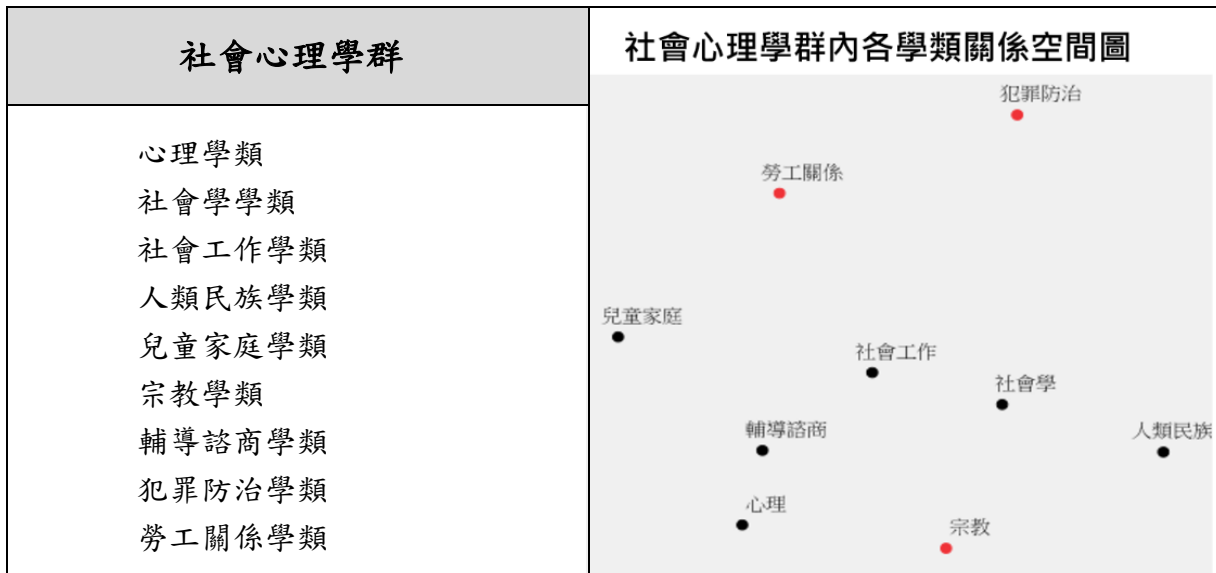 社會心理學群
心理學類
社會學學類
社會工作學類
人類民族學類
兒童家庭學類
宗教學類
輔導諮商學類
犯罪防治學類
勞工關係學類
社會心理學群內各學類關係空間圖
犯罪防治
勞工關係
兒童家庭
社會工作
社會學
輔導諮商
人類民族
心理
宗教